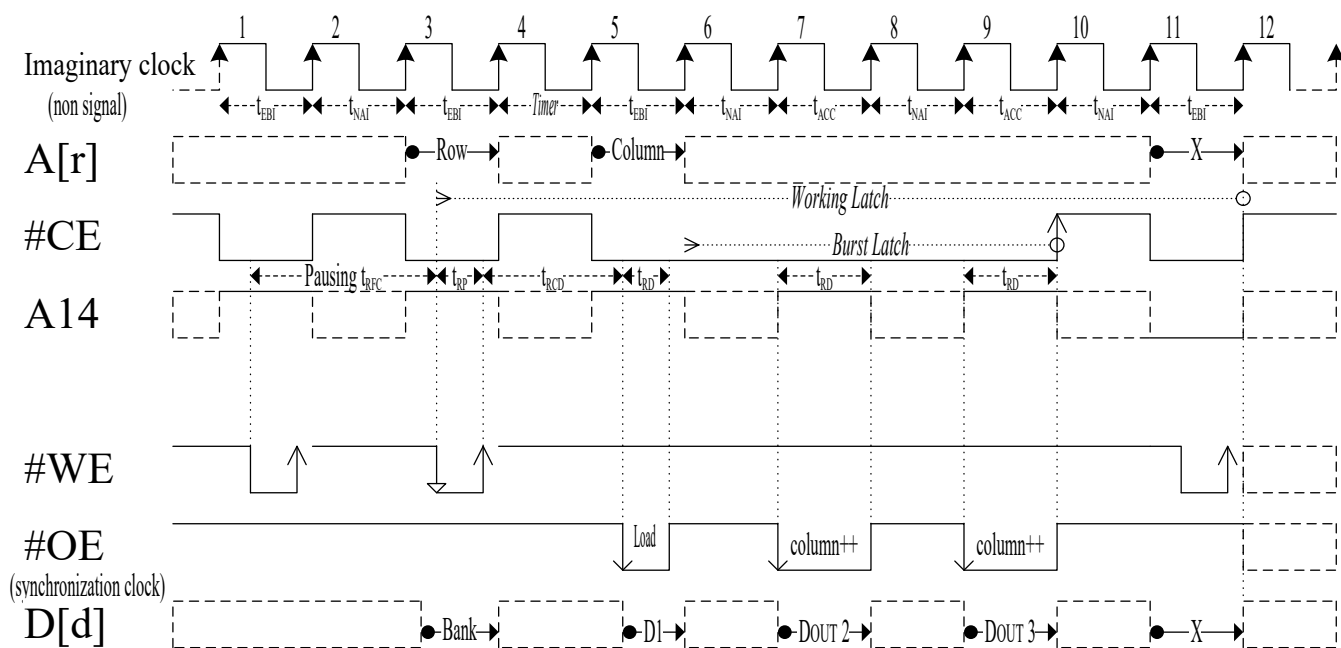 1 2 3 4 5 6 7 8 9 10 11 12
Imaginary clock
(non signal)
tEBI tNAI tEBI Timer tEBI tNAI tACC tNAI tACC tNAI tEBI
A[r]
Row Column X
Working Latch
#CE
Burst Latch
Pausing tRFC tRP tRCD tRD tRD tRD
A14
#WE
#OE
Load column++ column++
(synchronization clock)
D[d]
Bank D1 DOUT 2 DOUT 3 X